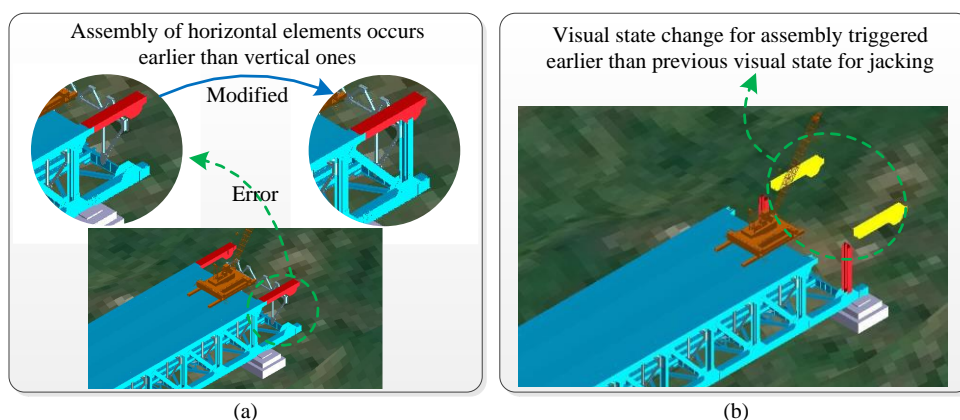 Assembly of horizontal elements occurs
earlier than vertical ones
Modified
Error
(a)
Visual state change for assembly triggered
earlier than previous visual state for jacking
(b)